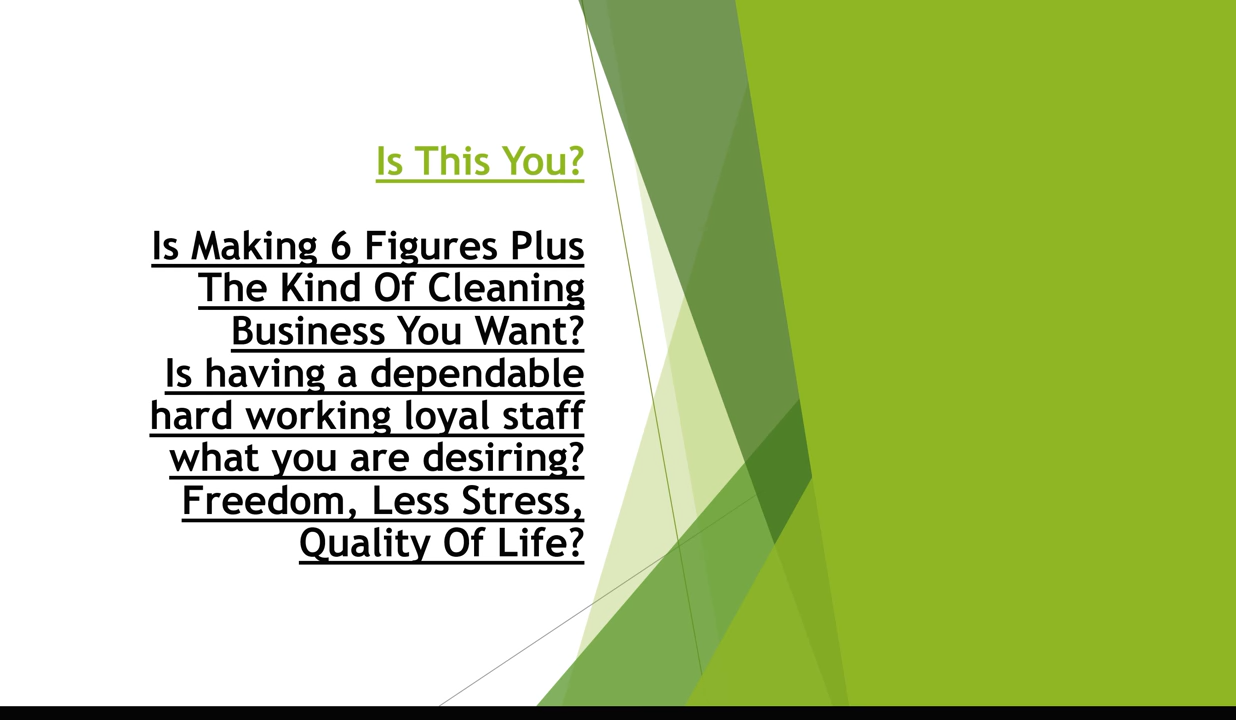 Is This You?
Is Making 6 Figures Plus
The Kind Of Cleaning
Business You Want?
Is having a dependable
hard working loyal staff
what you are desiring?
Freedom, Less Stress,
Quality Of Life?